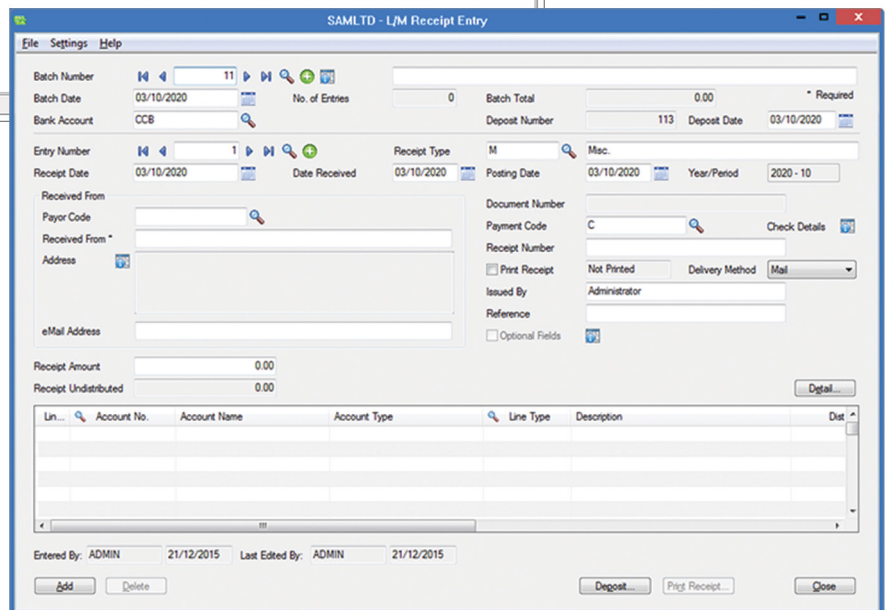 SAMLTD - L/M Receipt Entry
File Settings Help
Batch Number 11
Batch Date 03/10/2020 No. of Entries 0 Batch Total 0.00 * Required
Bank Account CCB Deposit Number 113 Deposit Date 03/10/2020
Entry Number 1 Receipt Type M Misc.
Receipt Date 03/10/2020 Date Received 03/10/2020 Posting Date 03/10/2020 Year/Period 2020 - 10
Received From Document Number
Payor Code Payment Code C Check Details
Received From * Receipt Number
Address Print Receipt Not Printed Delivery Method Mail
Issued By Administrator
Reference
eMail Address Optional Fields
Receipt Amount 0.00
Receipt Undistributed 0.00 Detail...
Lin... Account No. Account Name Account Type Line Type Description Dist
Entered By: ADMIN 21/12/2015 Last Edited By: ADMIN 21/12/2015
Add Delete Deposit... Print Receipt... Close